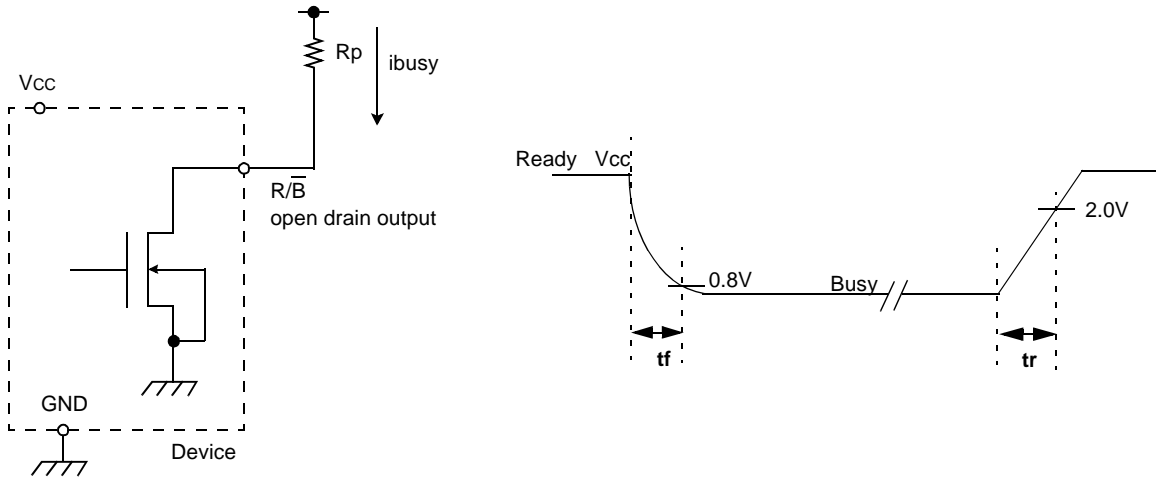 Rp
ibusy
VCC
R/B̅
open drain output
GND
Device
Ready Vcc
2.0V
0.8V
Busy
tf
tr